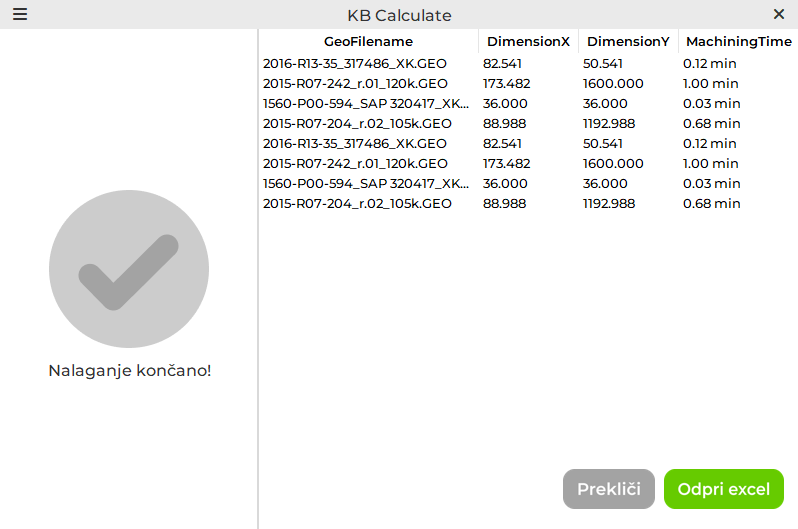 KB Calculate
GeoFilename DimensionX DimensionY MachiningTime
2016-R13-35_317486_XK.GEO 82.541 50.541 0.12 min
2015-R07-242_r.01_120k.GEO 173.482 1600.000 1.00 min
1560-P00-594_SAP 320417_XK... 36.000 36.000 0.03 min
2015-R07-204_r.02_105k.GEO 88.988 1192.988 0.68 min
2016-R13-35_317486_XK.GEO 82.541 50.541 0.12 min
2015-R07-242_r.01_120k.GEO 173.482 1600.000 1.00 min
1560-P00-594_SAP 320417_XK... 36.000 36.000 0.03 min
2015-R07-204_r.02_105k.GEO 88.988 1192.988 0.68 min
Nalaganje končano!
Prekliči
Odpri excel